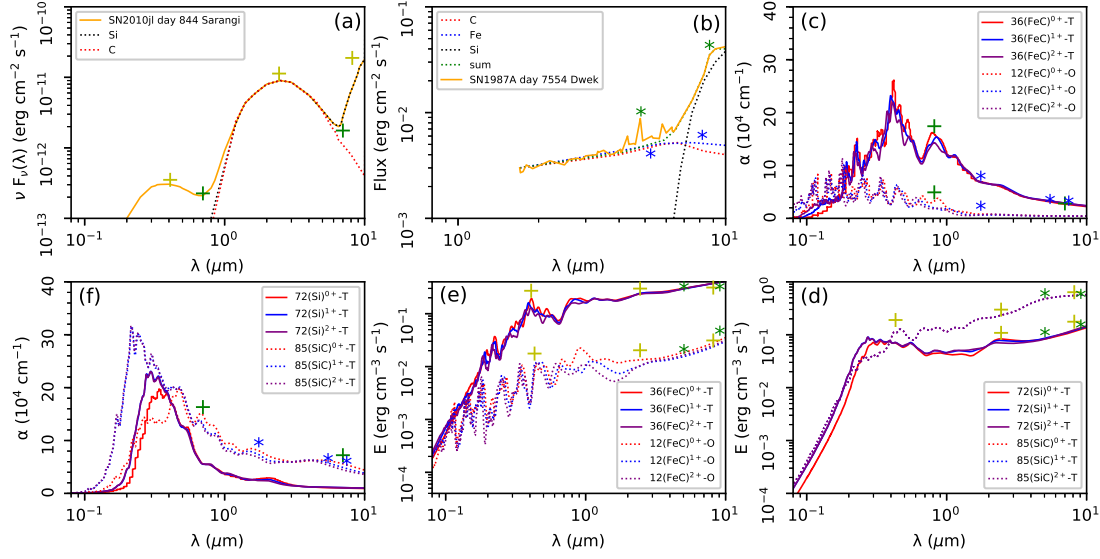 (a)
SN2010jl day 844 Sarangi
Si
C
ν Fν(λ) (erg cm⁻² s⁻¹)
10⁻¹⁰
10⁻¹¹
10⁻¹²
10⁻¹³
10⁻¹ 10⁰ 10¹
λ (μm)
(b)
C
Fe
Si
sum
SN1987A day 7554 Dwek
Flux (erg cm⁻² s⁻¹)
10⁻¹
10⁻²
10⁻³
10⁰ 10¹
λ (μm)
(c)
36(FeC)⁰⁺-T
36(FeC)¹⁺-T
36(FeC)²⁺-T
12(FeC)⁰⁺-O
12(FeC)¹⁺-O
12(FeC)²⁺-O
α (10⁴ cm⁻¹)
40
30
20
10
0
10⁻¹ 10⁰ 10¹
λ (μm)
(f)
72(Si)⁰⁺-T
72(Si)¹⁺-T
72(Si)²⁺-T
85(SiC)⁰⁺-T
85(SiC)¹⁺-T
85(SiC)²⁺-T
α (10⁴ cm⁻¹)
40
30
20
10
0
10⁻¹ 10⁰ 10¹
λ (μm)
(e)
36(FeC)⁰⁺-T
36(FeC)¹⁺-T
36(FeC)²⁺-T
12(FeC)⁰⁺-O
12(FeC)¹⁺-O
12(FeC)²⁺-O
E (erg cm⁻³ s⁻¹)
10⁻¹
10⁻²
10⁻³
10⁻⁴
10⁻¹ 10⁰ 10¹
λ (μm)
(d)
72(Si)⁰⁺-T
72(Si)¹⁺-T
72(Si)²⁺-T
85(SiC)⁰⁺-T
85(SiC)¹⁺-T
85(SiC)²⁺-T
E (erg cm⁻³ s⁻¹)
10⁰
10⁻¹
10⁻²
10⁻³
10⁻⁴
10⁻¹ 10⁰ 10¹
λ (μm)